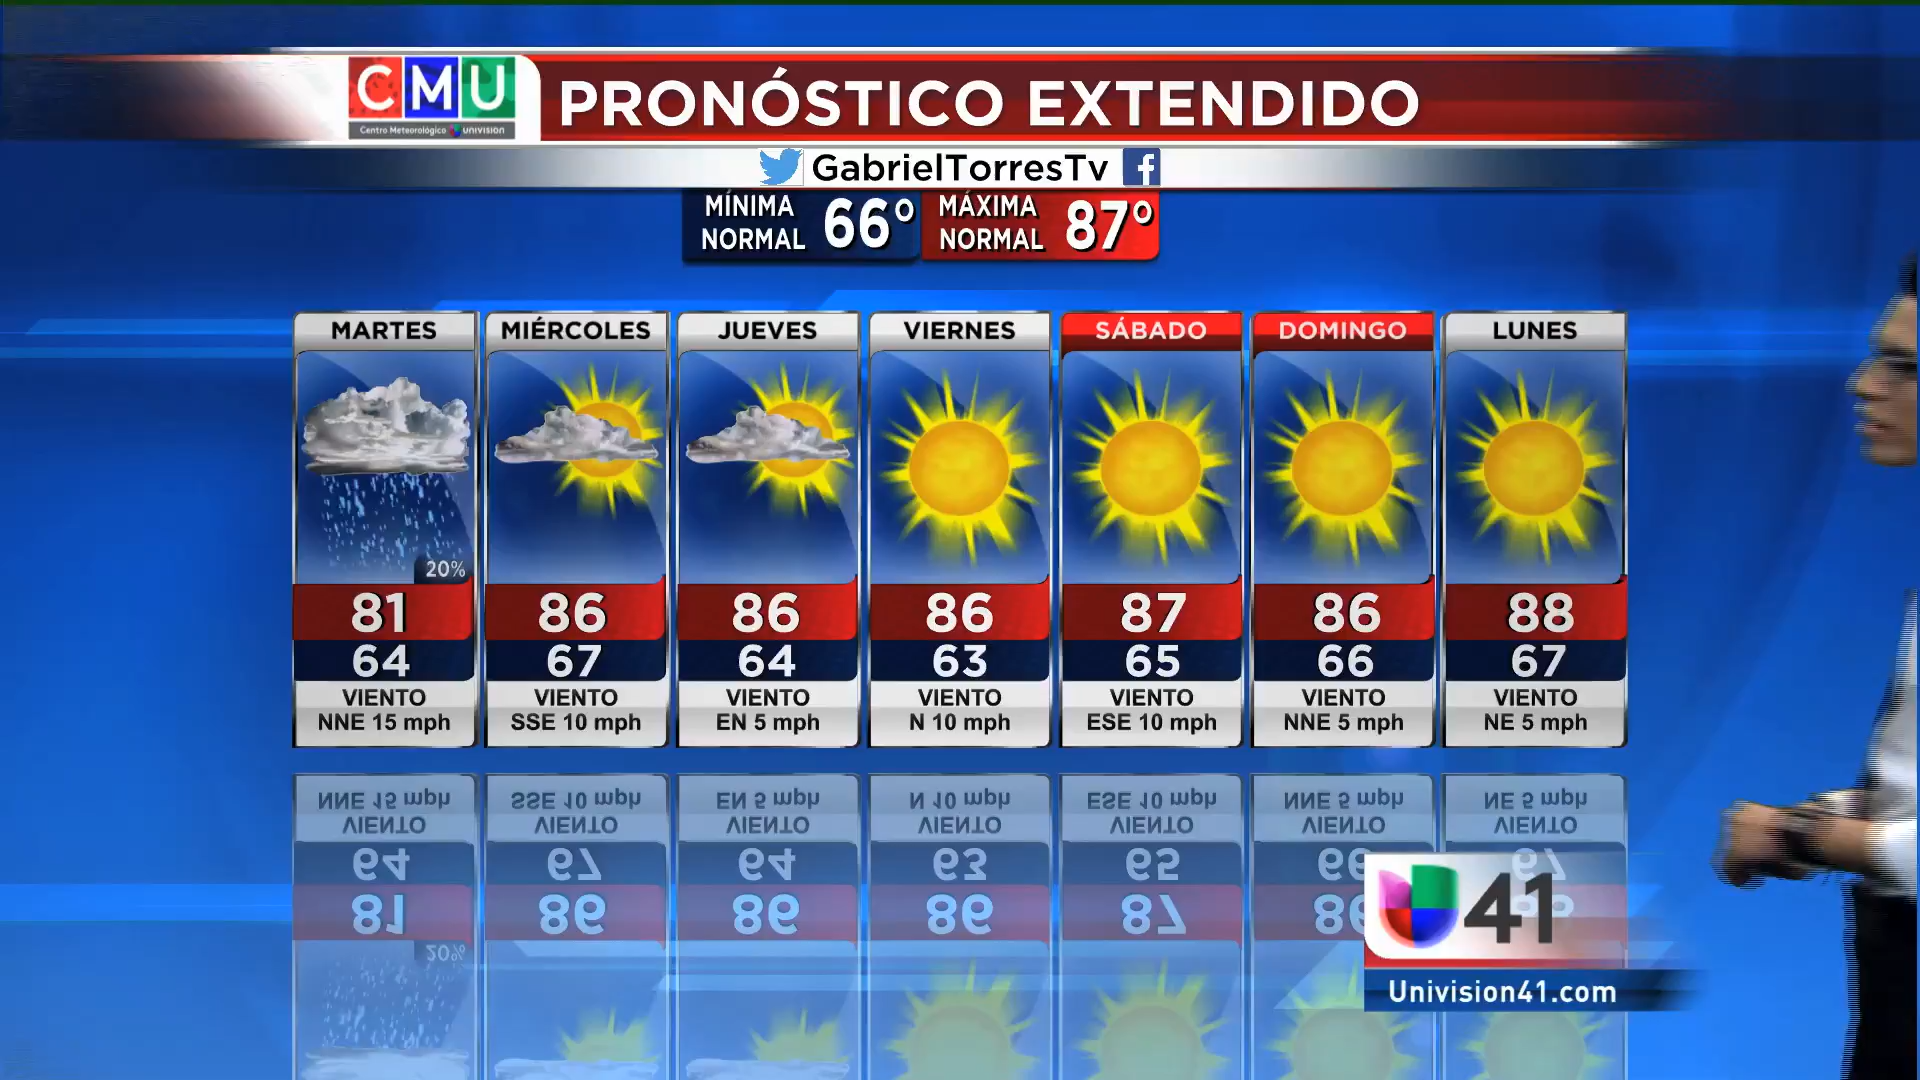 CMU
Centro Meteorológico UNIVISION
PRONÓSTICO EXTENDIDO
GabrielTorresTv
MÍNIMA NORMAL 66°
MÁXIMA NORMAL 87°
MARTES
20%
81
64
VIENTO
NNE 15 mph
MIÉRCOLES
86
67
VIENTO
SSE 10 mph
JUEVES
86
64
VIENTO
EN 5 mph
VIERNES
86
63
VIENTO
N 10 mph
SÁBADO
87
65
VIENTO
ESE 10 mph
DOMINGO
86
66
VIENTO
NNE 5 mph
LUNES
88
67
VIENTO
NE 5 mph
41
Univision41.com